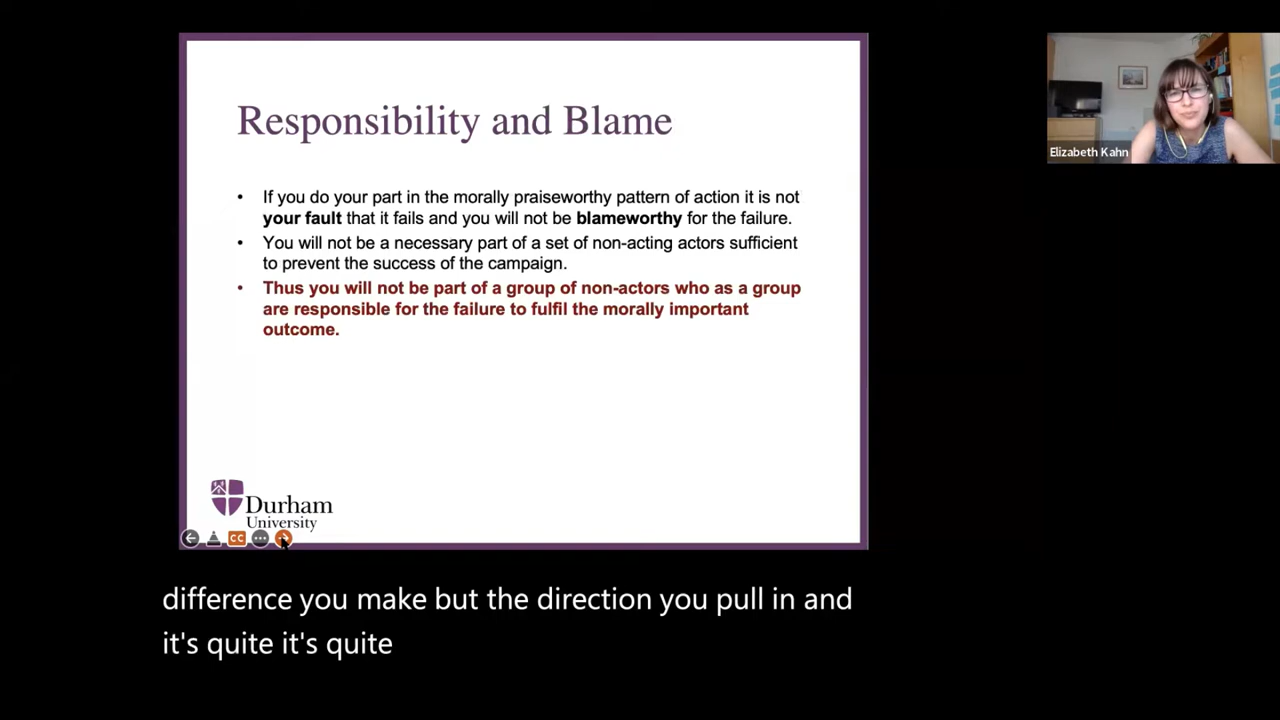 Responsibility and Blame
• If you do your part in the morally praiseworthy pattern of action it is not
your fault that it fails and you will not be blameworthy for the failure.
• You will not be a necessary part of a set of non-acting actors sufficient
to prevent the success of the campaign.
• Thus you will not be part of a group of non-actors who as a group
are responsible for the failure to fulfil the morally important
outcome.
Durham
University
CC
Elizabeth Kahn
difference you make but the direction you pull in and
it's quite it's quite